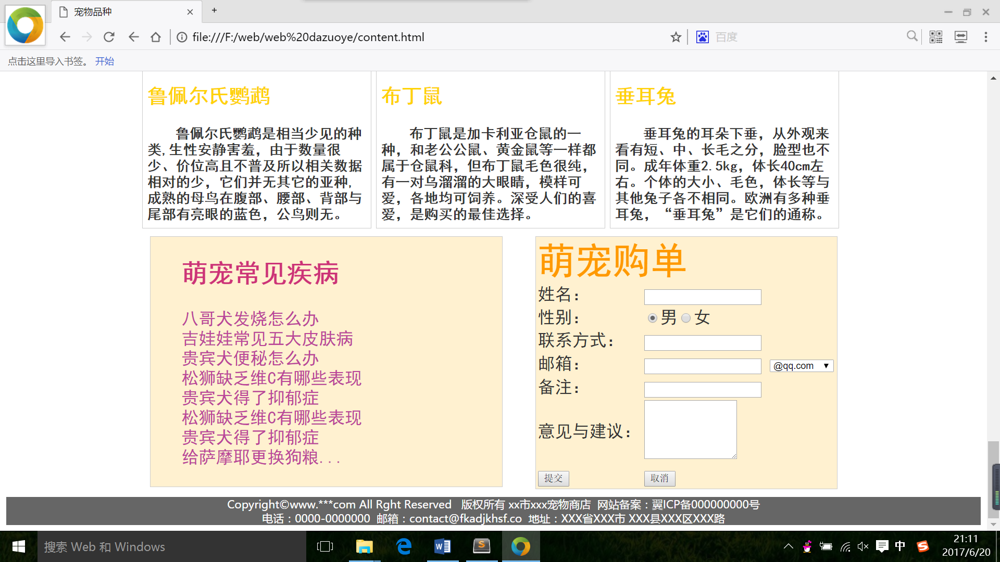 宠物品种
file:///F:/web/web%20dazuoye/content.html
百度
点击这里导入书签。 开始
鲁佩尔氏鹦鹉
鲁佩尔氏鹦鹉是相当少见的种
类,生性安静害羞，由于数量很
少、价位高且不普及所以相关数据
相对的少，它们并无其它的亚种,
成熟的母鸟在腹部、腰部、背部与
尾部有亮眼的蓝色，公鸟则无。
布丁鼠
布丁鼠是加卡利亚仓鼠的一
种，和老公公鼠、黄金鼠等一样都
属于仓鼠科，但布丁鼠毛色很纯，
有一对乌溜溜的大眼睛，模样可
爱，各地均可饲养。深受人们的喜
爱，是购买的最佳选择。
垂耳兔
垂耳兔的耳朵下垂，从外观来
看有短、中、长毛之分，脸型也不
同。成年体重2.5kg，体长40cm左
右。个体的大小、毛色，体长等与
其他兔子各不相同。欧洲有多种垂
耳兔，“垂耳兔”是它们的通称。
萌宠常见疾病
八哥犬发烧怎么办
吉娃娃常见五大皮肤病
贵宾犬便秘怎么办
松狮缺乏维C有哪些表现
贵宾犬得了抑郁症
松狮缺乏维C有哪些表现
贵宾犬得了抑郁症
给萨摩耶更换狗粮...
萌宠购单
姓名：
性别： 男 女
联系方式：
邮箱： @qq.com
备注：
意见与建议：
提交 取消
Copyright©www.***com All Rght Reserved 版权所有 xx市xxx宠物商店 网站备案：翼ICP备000000000号
电话：0000-0000000 邮箱：contact@fkadjkhsf.co 地址：XXX省XXX市 XXX县XXX区XXX路
搜索 Web 和 Windows
中
21:11
2017/6/20